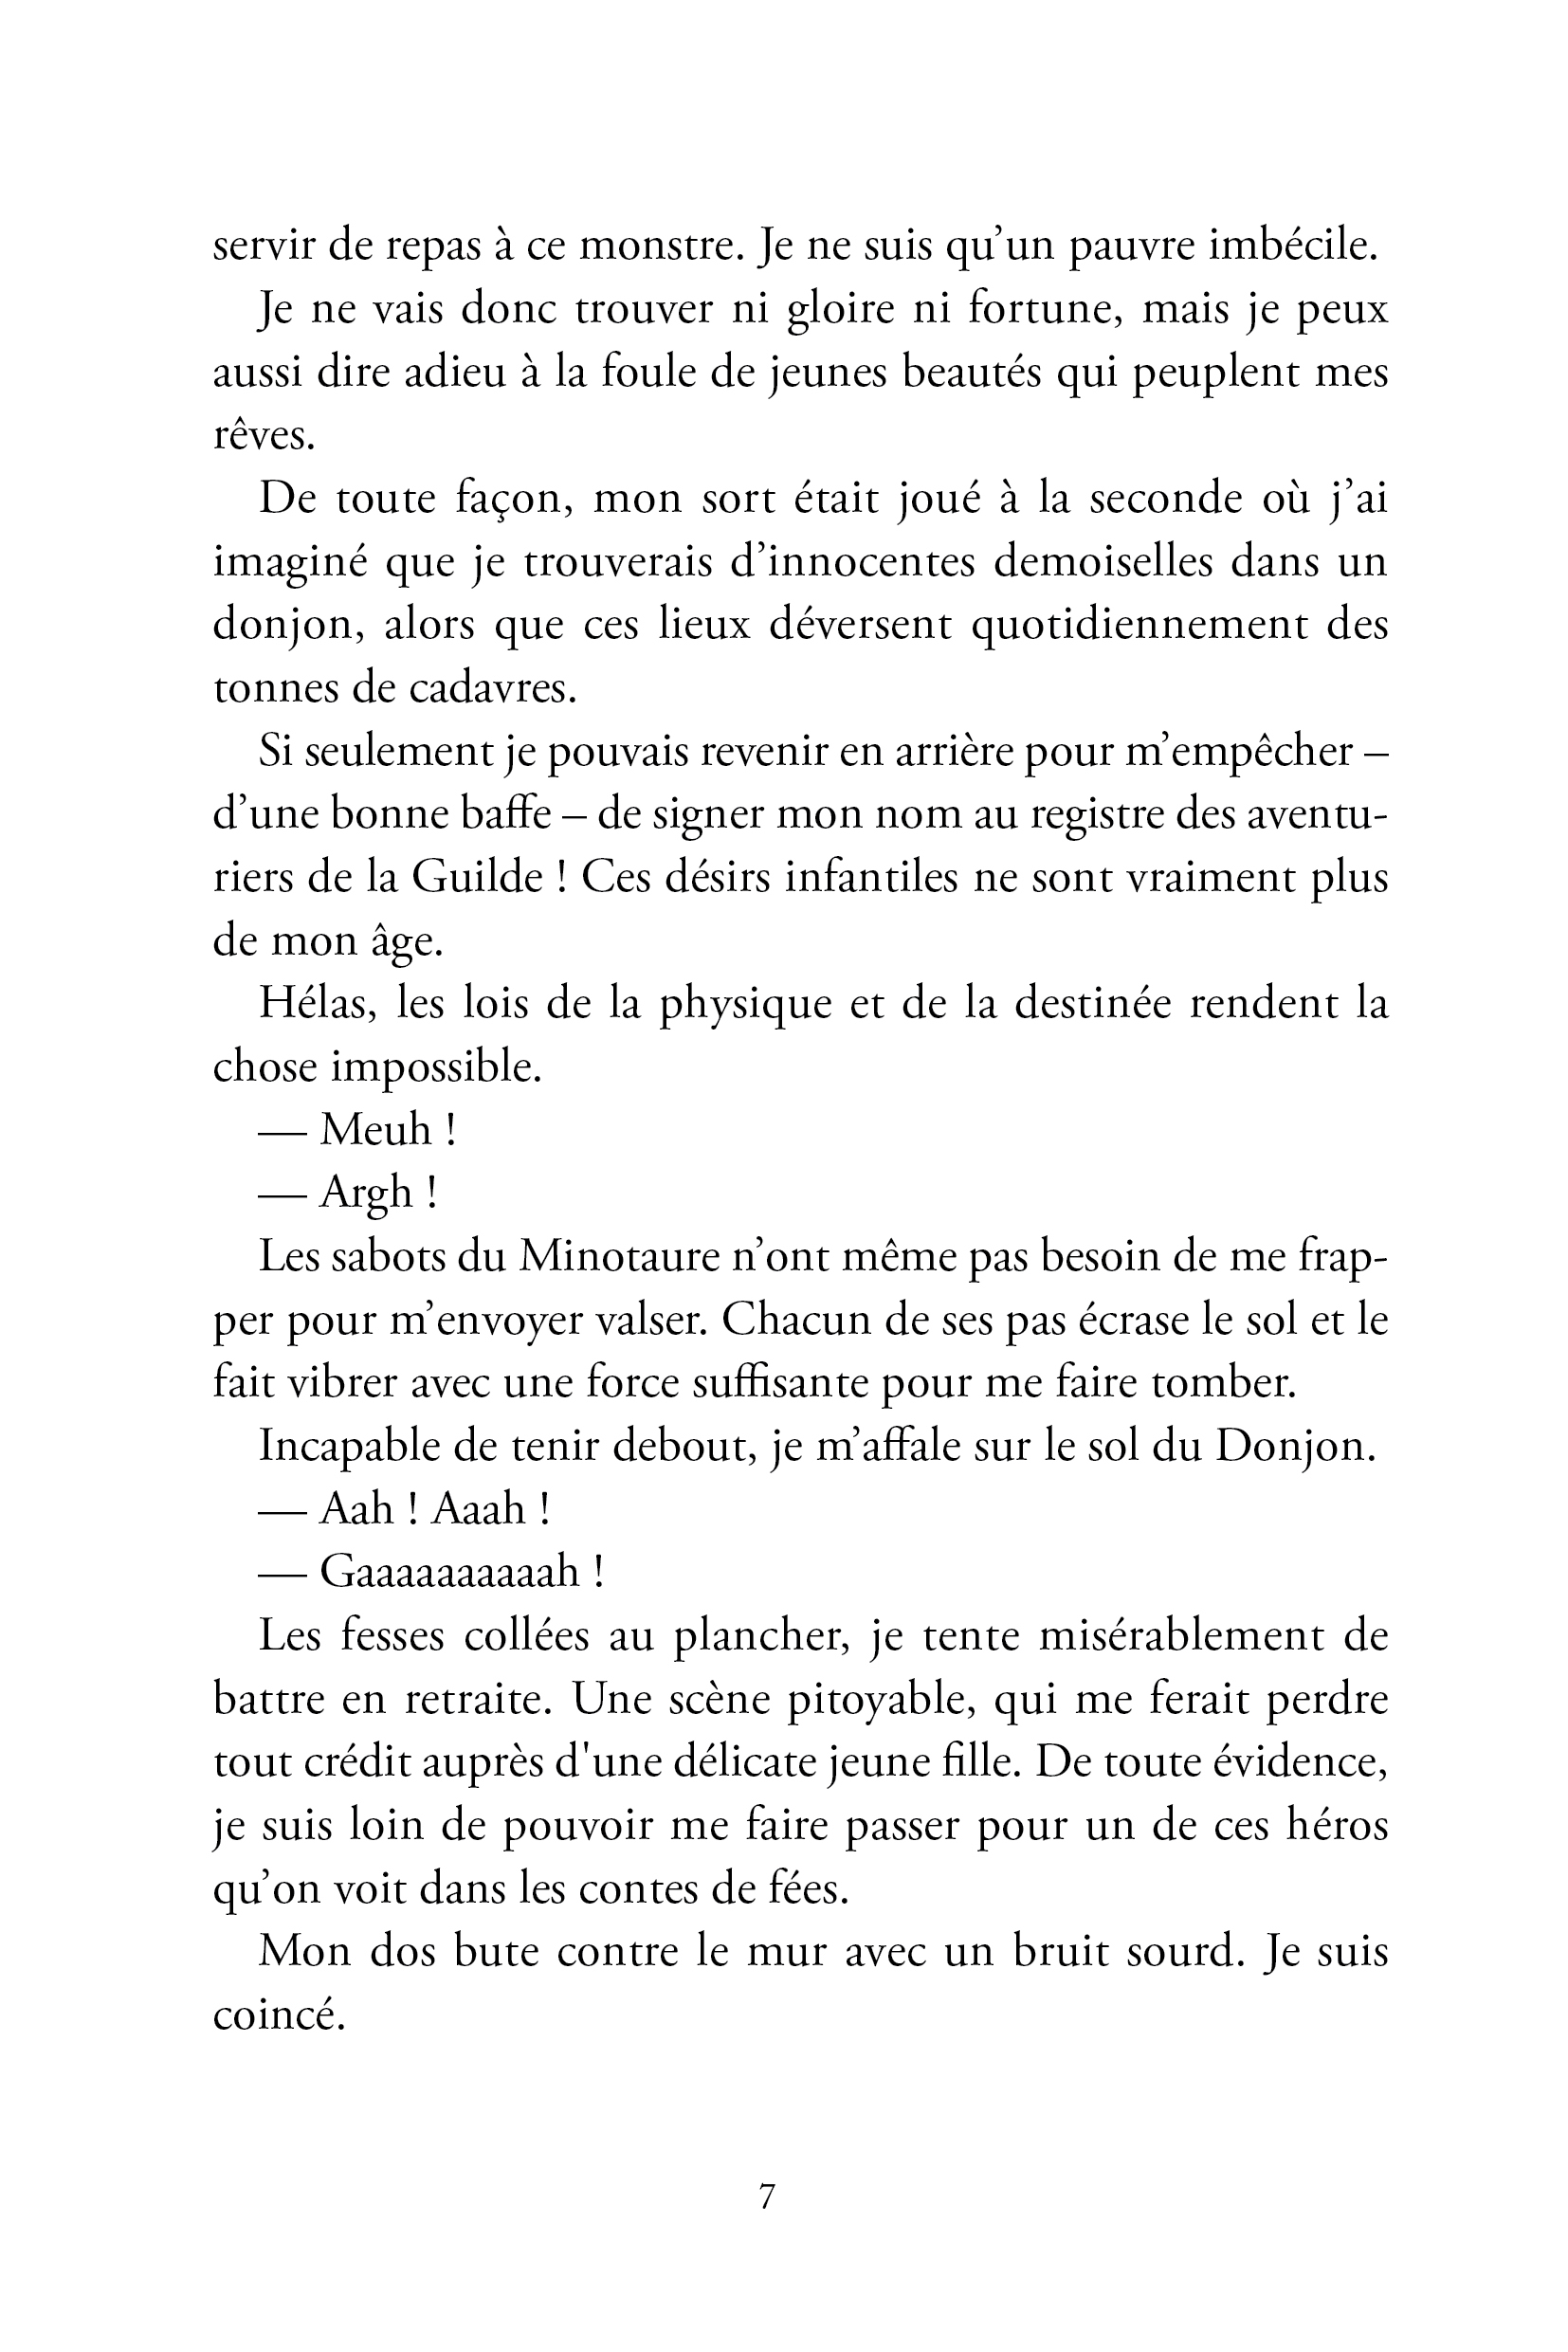 servir de repas à ce monstre. Je ne suis qu’un pauvre imbécile.
Je ne vais donc trouver ni gloire ni fortune, mais je peux
aussi dire adieu à la foule de jeunes beautés qui peuplent mes
rêves.
De toute façon, mon sort était joué à la seconde où j’ai
imaginé que je trouverais d’innocentes demoiselles dans un
donjon, alors que ces lieux déversent quotidiennement des
tonnes de cadavres.
Si seulement je pouvais revenir en arrière pour m’empêcher –
d’une bonne baffe – de signer mon nom au registre des aventu-
riers de la Guilde ! Ces désirs infantiles ne sont vraiment plus
de mon âge.
Hélas, les lois de la physique et de la destinée rendent la
chose impossible.
— Meuh !
— Argh !
Les sabots du Minotaure n’ont même pas besoin de me frap-
per pour m’envoyer valser. Chacun de ses pas écrase le sol et le
fait vibrer avec une force suffisante pour me faire tomber.
Incapable de tenir debout, je m’affale sur le sol du Donjon.
— Aah ! Aaah !
— Gaaaaaaaaaah !
Les fesses collées au plancher, je tente misérablement de
battre en retraite. Une scène pitoyable, qui me ferait perdre
tout crédit auprès d'une délicate jeune fille. De toute évidence,
je suis loin de pouvoir me faire passer pour un de ces héros
qu’on voit dans les contes de fées.
Mon dos bute contre le mur avec un bruit sourd. Je suis
coincé.
7